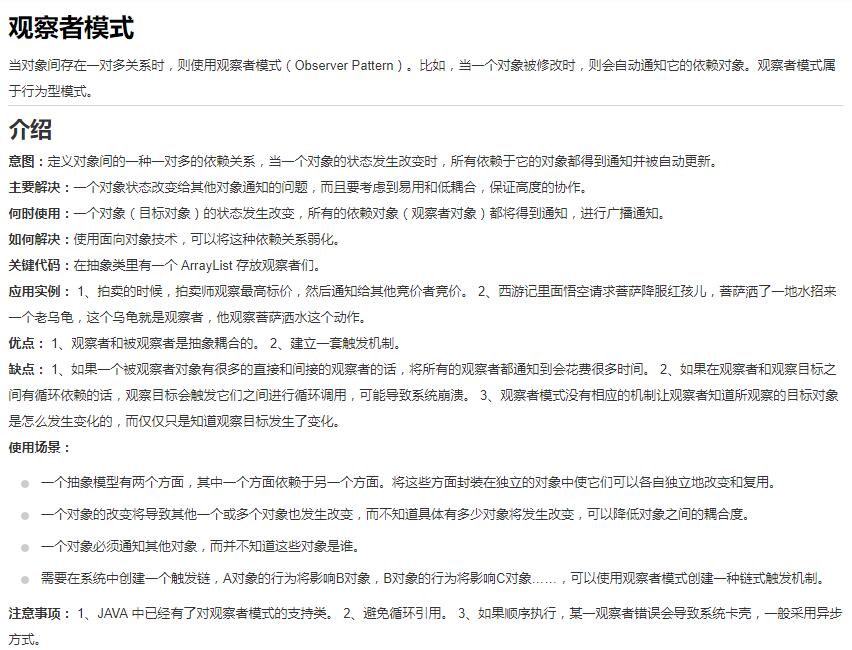 观察者模式
当对象间存在一对多关系时，则使用观察者模式（Observer Pattern）。比如，当一个对象被修改时，则会自动通知它的依赖对象。观察者模式属
于行为型模式。
介绍
意图：定义对象间的一种一对多的依赖关系，当一个对象的状态发生改变时，所有依赖于它的对象都得到通知并被自动更新。
主要解决：一个对象状态改变给其他对象通知的问题，而且要考虑到易用和低耦合，保证高度的协作。
何时使用：一个对象（目标对象）的状态发生改变，所有的依赖对象（观察者对象）都将得到通知，进行广播通知。
如何解决：使用面向对象技术，可以将这种依赖关系弱化。
关键代码：在抽象类里有一个 ArrayList 存放观察者们。
应用实例： 1、拍卖的时候，拍卖师观察最高标价，然后通知给其他竞价者竞价。 2、西游记里面悟空请求菩萨降服红孩儿，菩萨洒了一地水招来
一个老乌龟，这个乌龟就是观察者，他观察菩萨洒水这个动作。
优点： 1、观察者和被观察者是抽象耦合的。 2、建立一套触发机制。
缺点： 1、如果一个被观察者对象有很多的直接和间接的观察者的话，将所有的观察者都通知到会花费很多时间。 2、如果在观察者和观察目标之
间有循环依赖的话，观察目标会触发它们之间进行循环调用，可能导致系统崩溃。 3、观察者模式没有相应的机制让观察者知道所观察的目标对象
是怎么发生变化的，而仅仅只是知道观察目标发生了变化。
使用场景：
一个抽象模型有两个方面，其中一个方面依赖于另一个方面。将这些方面封装在独立的对象中使它们可以各自独立地改变和复用。
一个对象的改变将导致其他一个或多个对象也发生改变，而不知道具体有多少对象将发生改变，可以降低对象之间的耦合度。
一个对象必须通知其他对象，而并不知道这些对象是谁。
需要在系统中创建一个触发链，A对象的行为将影响B对象，B对象的行为将影响C对象……，可以使用观察者模式创建一种链式触发机制。
注意事项： 1、JAVA 中已经有了对观察者模式的支持类。 2、避免循环引用。 3、如果顺序执行，某一观察者错误会导致系统卡壳，一般采用异步
方式。